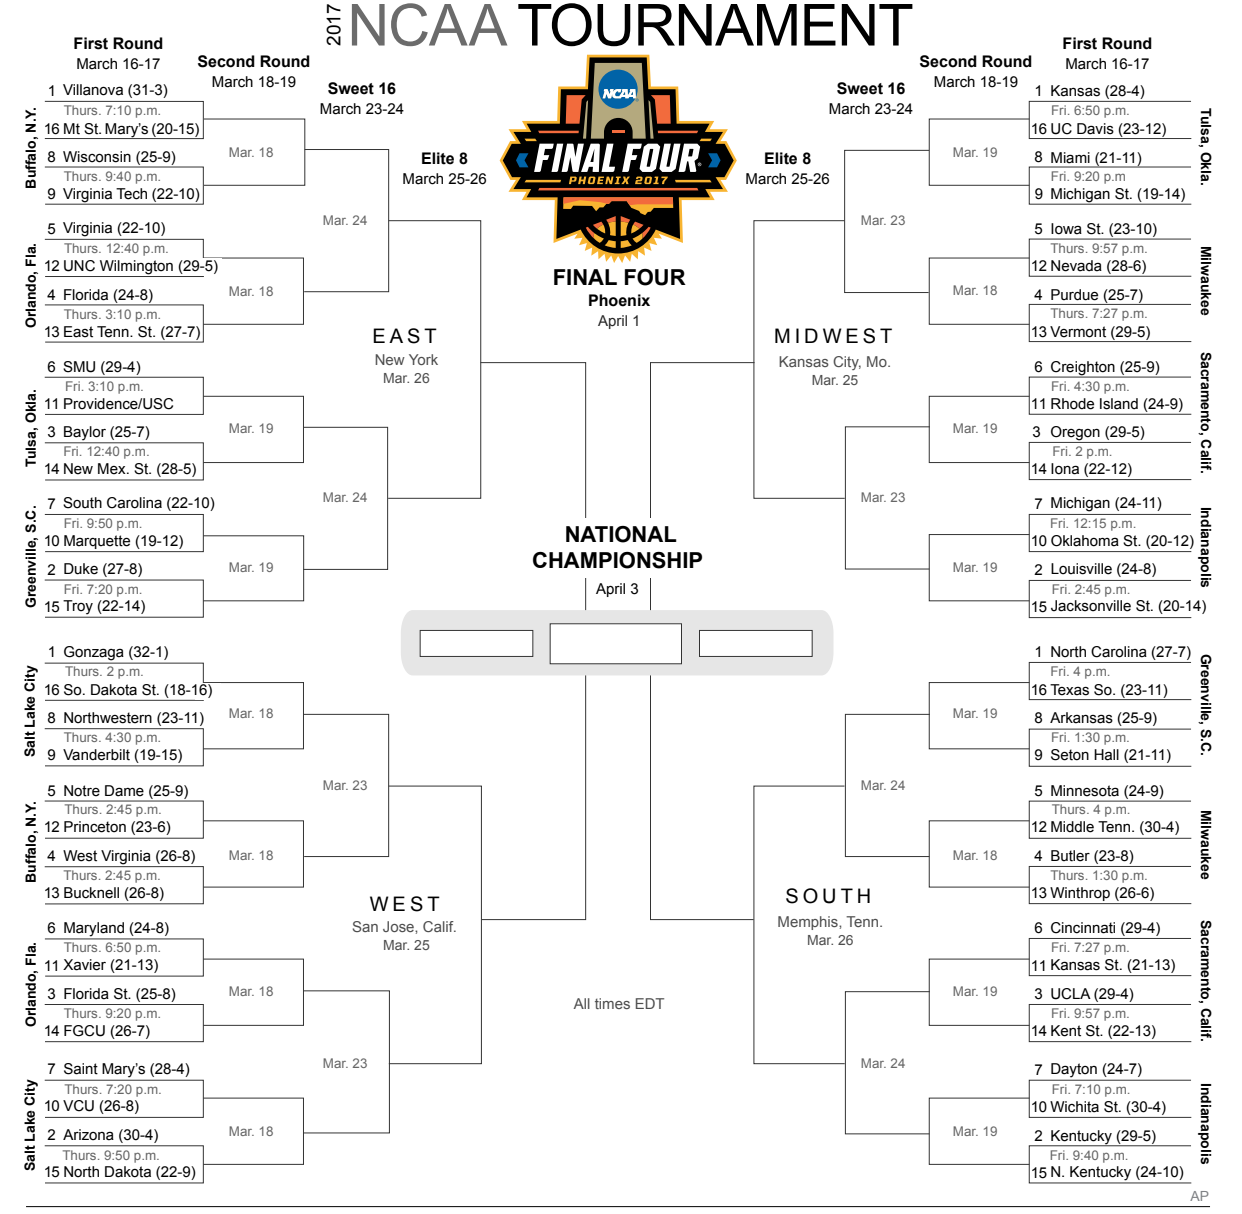 2017 NCAA TOURNAMENT
First Round
March 16-17
Second Round
March 18-19
Sweet 16
March 23-24
Elite 8
March 25-26
NCAA
FINAL FOUR
PHOENIX 2017
FINAL FOUR
Phoenix
April 1
Elite 8
March 25-26
Sweet 16
March 23-24
Second Round
March 18-19
First Round
March 16-17
Buffalo, N.Y.
1 Villanova (31-3)
Thurs. 7:10 p.m.
16 Mt St. Mary's (20-15)
Mar. 18
8 Wisconsin (25-9)
Thurs. 9:40 p.m.
9 Virginia Tech (22-10)
Mar. 24
Orlando, Fla.
5 Virginia (22-10)
Thurs. 12:40 p.m.
12 UNC Wilmington (29-5)
Mar. 18
4 Florida (24-8)
Thurs. 3:10 p.m.
13 East Tenn. St. (27-7)
EAST
New York
Mar. 26
Tulsa, Okla.
6 SMU (29-4)
Fri. 3:10 p.m.
11 Providence/USC
Mar. 19
3 Baylor (25-7)
Fri. 12:40 p.m.
14 New Mex. St. (28-5)
Mar. 24
Greenville, S.C.
7 South Carolina (22-10)
Fri. 9:50 p.m.
10 Marquette (19-12)
Mar. 19
2 Duke (27-8)
Fri. 7:20 p.m.
15 Troy (22-14)
Salt Lake City
1 Gonzaga (32-1)
Thurs. 2 p.m.
16 So. Dakota St. (18-16)
Mar. 18
8 Northwestern (23-11)
Thurs. 4:30 p.m.
9 Vanderbilt (19-15)
Mar. 23
Buffalo, N.Y.
5 Notre Dame (25-9)
Thurs. 2:45 p.m.
12 Princeton (23-6)
Mar. 18
4 West Virginia (26-8)
Thurs. 2:45 p.m.
13 Bucknell (26-8)
WEST
San Jose, Calif.
Mar. 25
Orlando, Fla.
6 Maryland (24-8)
Thurs. 6:50 p.m.
11 Xavier (21-13)
Mar. 18
3 Florida St. (25-8)
Thurs. 9:20 p.m.
14 FGCU (26-7)
Mar. 23
Salt Lake City
7 Saint Mary's (28-4)
Thurs. 7:20 p.m.
10 VCU (26-8)
Mar. 18
2 Arizona (30-4)
Thurs. 9:50 p.m.
15 North Dakota (22-9)
NATIONAL
CHAMPIONSHIP
April 3
All times EDT
Tulsa, Okla.
1 Kansas (28-4)
Fri. 6:50 p.m.
16 UC Davis (23-12)
Mar. 19
8 Miami (21-11)
Fri. 9:20 p.m
9 Michigan St. (19-14)
Mar. 23
Milwaukee
5 Iowa St. (23-10)
Thurs. 9:57 p.m.
12 Nevada (28-6)
Mar. 18
4 Purdue (25-7)
Thurs. 7:27 p.m.
13 Vermont (29-5)
MIDWEST
Kansas City, Mo.
Mar. 25
Sacramento, Calif.
6 Creighton (25-9)
Fri. 4:30 p.m.
11 Rhode Island (24-9)
Mar. 19
3 Oregon (29-5)
Fri. 2 p.m.
14 Iona (22-12)
Mar. 23
Indianapolis
7 Michigan (24-11)
Fri. 12:15 p.m.
10 Oklahoma St. (20-12)
Mar. 19
2 Louisville (24-8)
Fri. 2:45 p.m.
15 Jacksonville St. (20-14)
Greenville, S.C.
1 North Carolina (27-7)
Fri. 4 p.m.
16 Texas So. (23-11)
Mar. 19
8 Arkansas (25-9)
Fri. 1:30 p.m.
9 Seton Hall (21-11)
Mar. 24
Milwaukee
5 Minnesota (24-9)
Thurs. 4 p.m.
12 Middle Tenn. (30-4)
Mar. 18
4 Butler (23-8)
Thurs. 1:30 p.m.
13 Winthrop (26-6)
SOUTH
Memphis, Tenn.
Mar. 26
Sacramento, Calif.
6 Cincinnati (29-4)
Fri. 7:27 p.m.
11 Kansas St. (21-13)
Mar. 19
3 UCLA (29-4)
Fri. 9:57 p.m.
14 Kent St. (22-13)
Mar. 24
Indianapolis
7 Dayton (24-7)
Fri. 7:10 p.m.
10 Wichita St. (30-4)
Mar. 19
2 Kentucky (29-5)
Fri. 9:40 p.m.
15 N. Kentucky (24-10)
AP